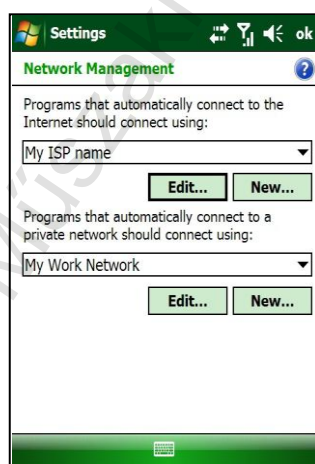 Settings
ok
Network Management
?
Programs that automatically connect to the
Internet should connect using:
My ISP name
Edit... New...
Programs that automatically connect to a
private network should connect using:
My Work Network
Edit... New...